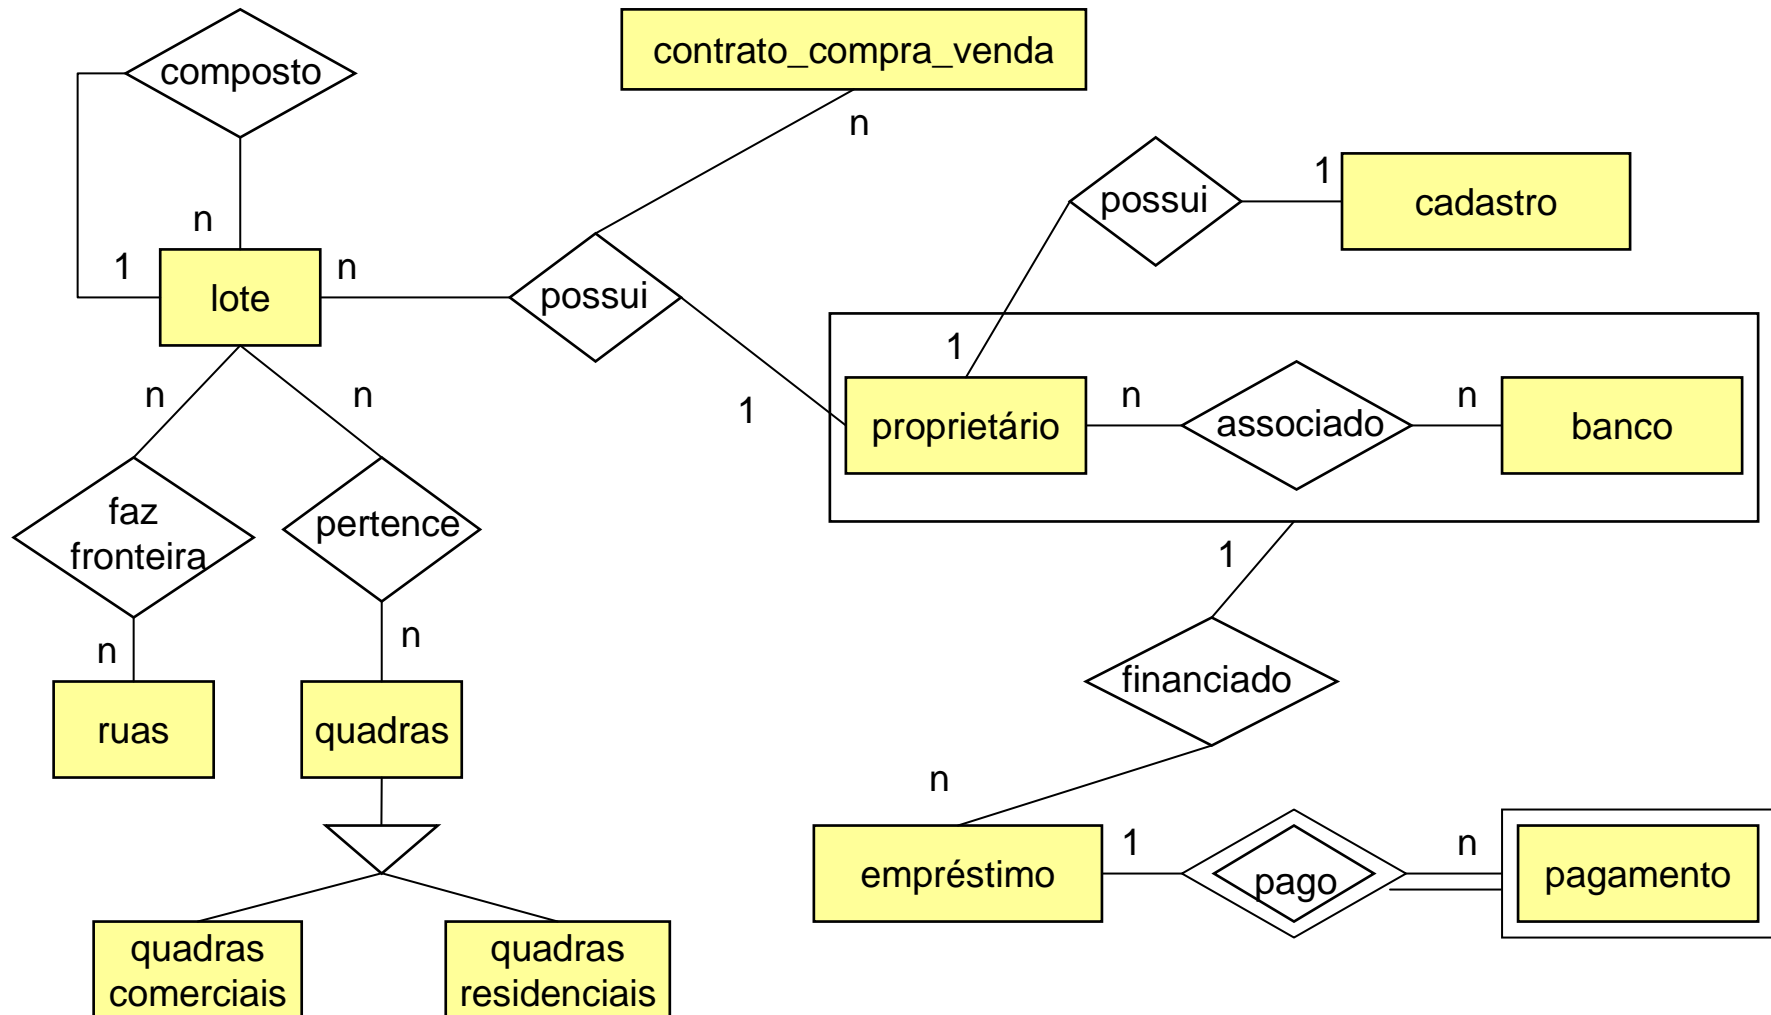 composto
contrato_compra_venda
n
possui
1
cadastro
n
1
lote
n
possui
1
1
proprietário
n
associado
n
banco
n
n
faz
fronteira
pertence
1
n
n
financiado
ruas
quadras
n
empréstimo
1
pago
n
pagamento
quadras
comerciais
quadras
residenciais